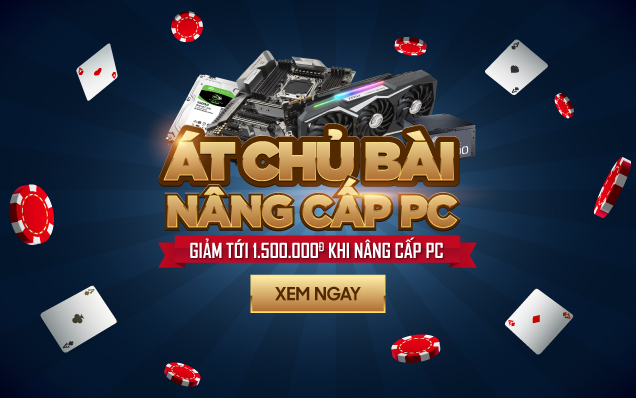 ÁT CHỦ BÀI
NÂNG CẤP PC
GIẢM TỚI 1.500.000Đ KHI NÂNG CẤP PC
XEM NGAY